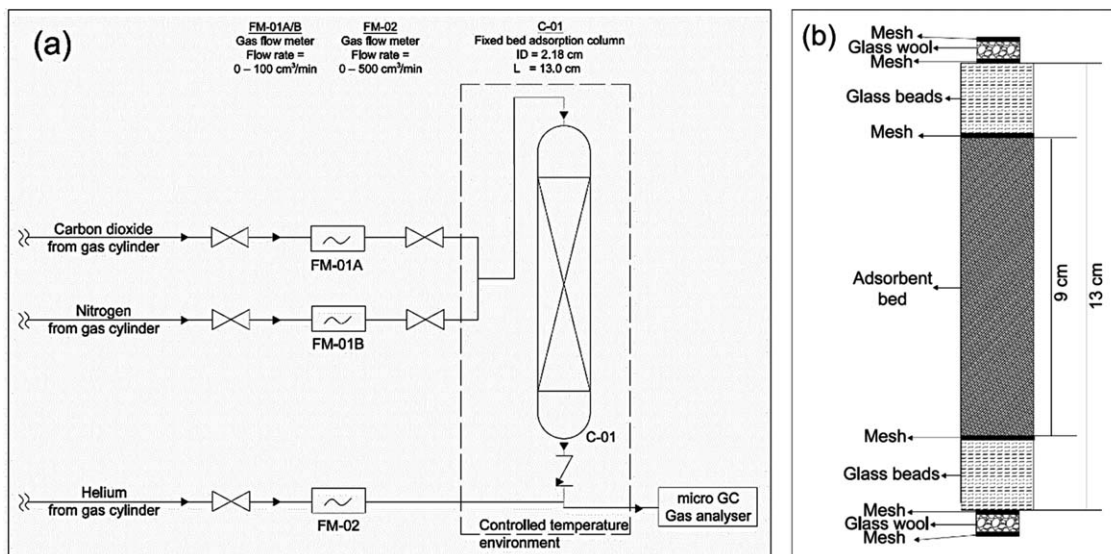 (a)
FM-01A/B
Gas flow meter
Flow rate =
0 – 100 cm³/min
FM-02
Gas flow meter
Flow rate =
0 – 500 cm³/min
C-01
Fixed bed adsorption column
ID = 2.18 cm
L = 13.0 cm
Carbon dioxide
from gas cylinder
FM-01A
Nitrogen
from gas cylinder
FM-01B
C-01
Helium
from gas cylinder
FM-02
micro GC
Gas analyser
Controlled temperature
environment
(b)
Mesh
Glass wool
Mesh
Glass beads
Mesh
Adsorbent
bed
9 cm
13 cm
Mesh
Glass beads
Mesh
Glass wool
Mesh